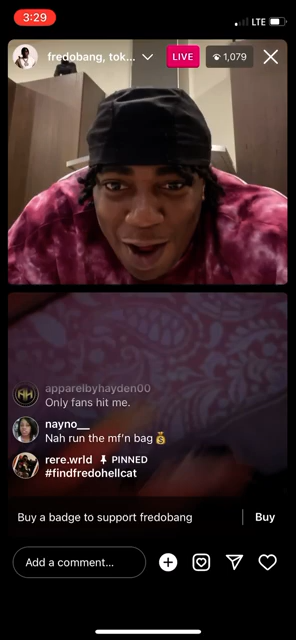 3:29
LTE
fredobang, tok...
LIVE
1,079
apparelbyhayden00
Only fans hit me.
nayno__
Nah run the mf'n bag💰
rere.wrld PINNED
#findfredohellcat
Buy a badge to support fredobang
Buy
Add a comment...